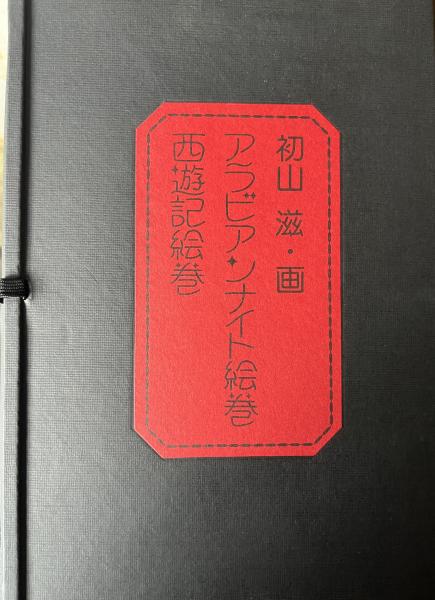 初山 滋・画
アラビアンナイト絵巻
西遊記絵巻